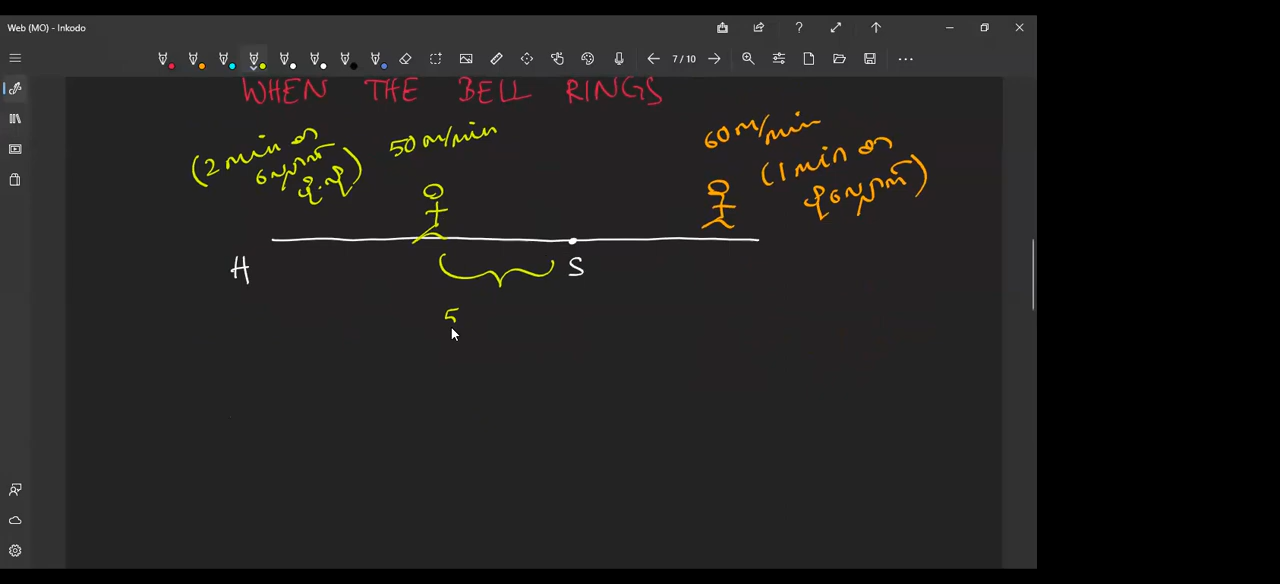 Web (MO) - Inkodo
7 / 10
WHEN THE BELL RINGS
(2 min
50 m/min
60 m/min
(1 min
H
S
5